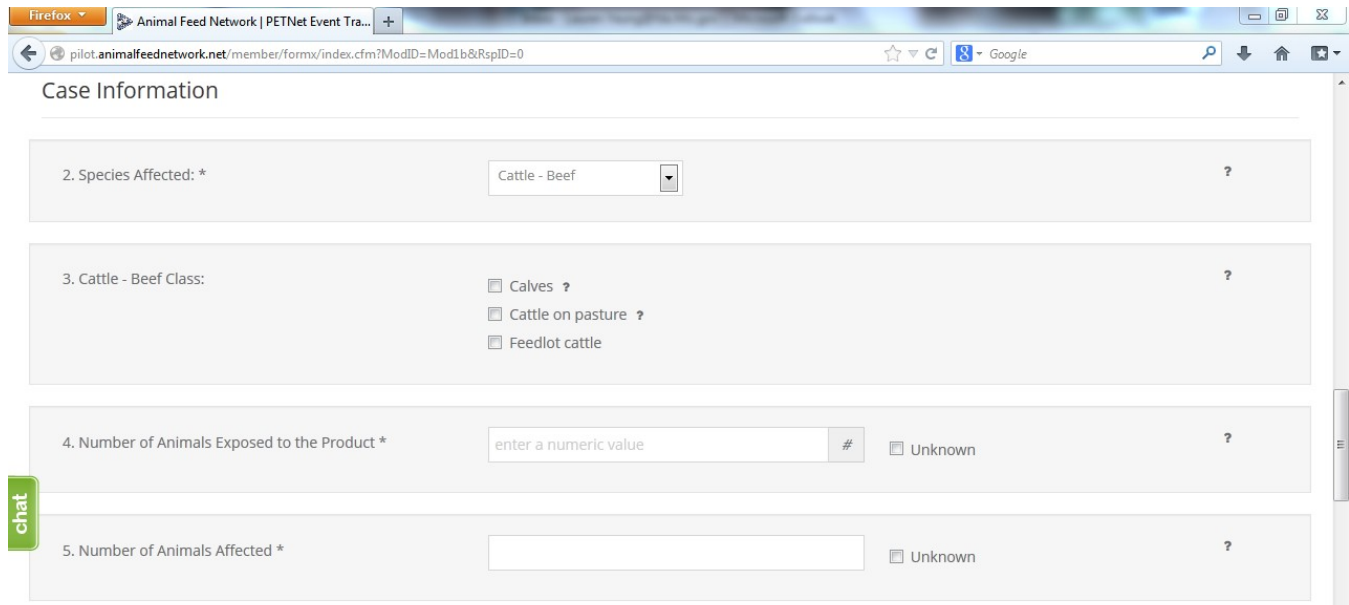 Firefox
Animal Feed Network | PETNet Event Tra...
pilot.animalfeednetwork.net/member/formx/index.cfm?ModID=Mod1b&RspID=0
Google
Case Information
2. Species Affected: *
Cattle - Beef
?
3. Cattle - Beef Class:
?
Calves ?
Cattle on pasture ?
Feedlot cattle
4. Number of Animals Exposed to the Product *
enter a numeric value
#
Unknown
?
chat
5. Number of Animals Affected *
Unknown
?